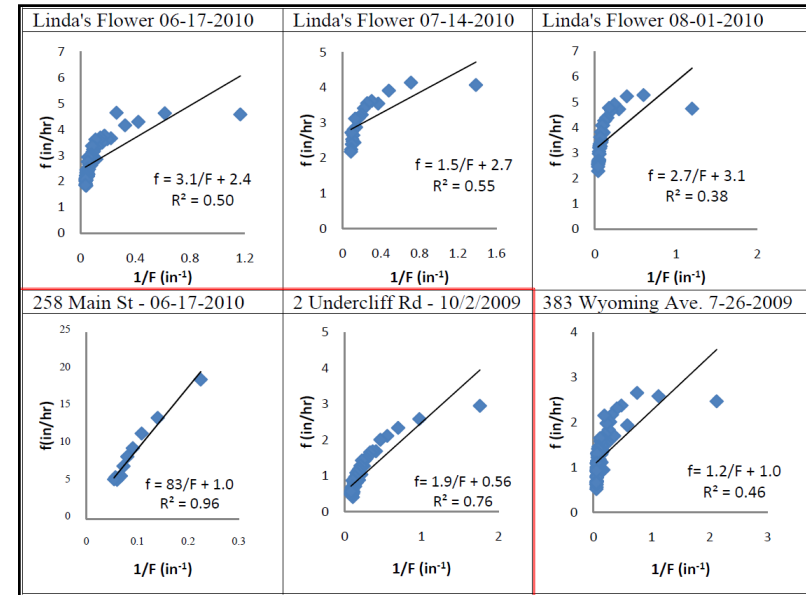 Linda's Flower 06-17-2010
7
6
5
4
3
2
1
0
f (in/hr)
f = 3.1/F + 2.4
R² = 0.50
0 0.4 0.8 1.2
1/F (in⁻¹)
Linda's Flower 07-14-2010
5
4
3
2
1
0
f (in/hr)
f = 1.5/F + 2.7
R² = 0.55
0 0.4 0.8 1.2 1.6
1/F (in⁻¹)
Linda's Flower 08-01-2010
7
6
5
4
3
2
1
0
f (in/hr)
f = 2.7/F + 3.1
R² = 0.38
0 1 2
1/F (in⁻¹)
258 Main St - 06-17-2010
25
20
15
10
5
0
f(in/hr)
f = 83/F + 1.0
R² = 0.96
0 0.1 0.2 0.3
1/F (in⁻¹)
2 Undercliff Rd - 10/2/2009
5
4
3
2
1
0
f (in/hr)
f= 1.9/F + 0.56
R² = 0.76
0 1 2
1/F (in⁻¹)
383 Wyoming Ave. 7-26-2009
4
3
2
1
0
f (in/hr)
f = 1.2/F + 1.0
R² = 0.46
0 1 2 3
1/F (in⁻¹)